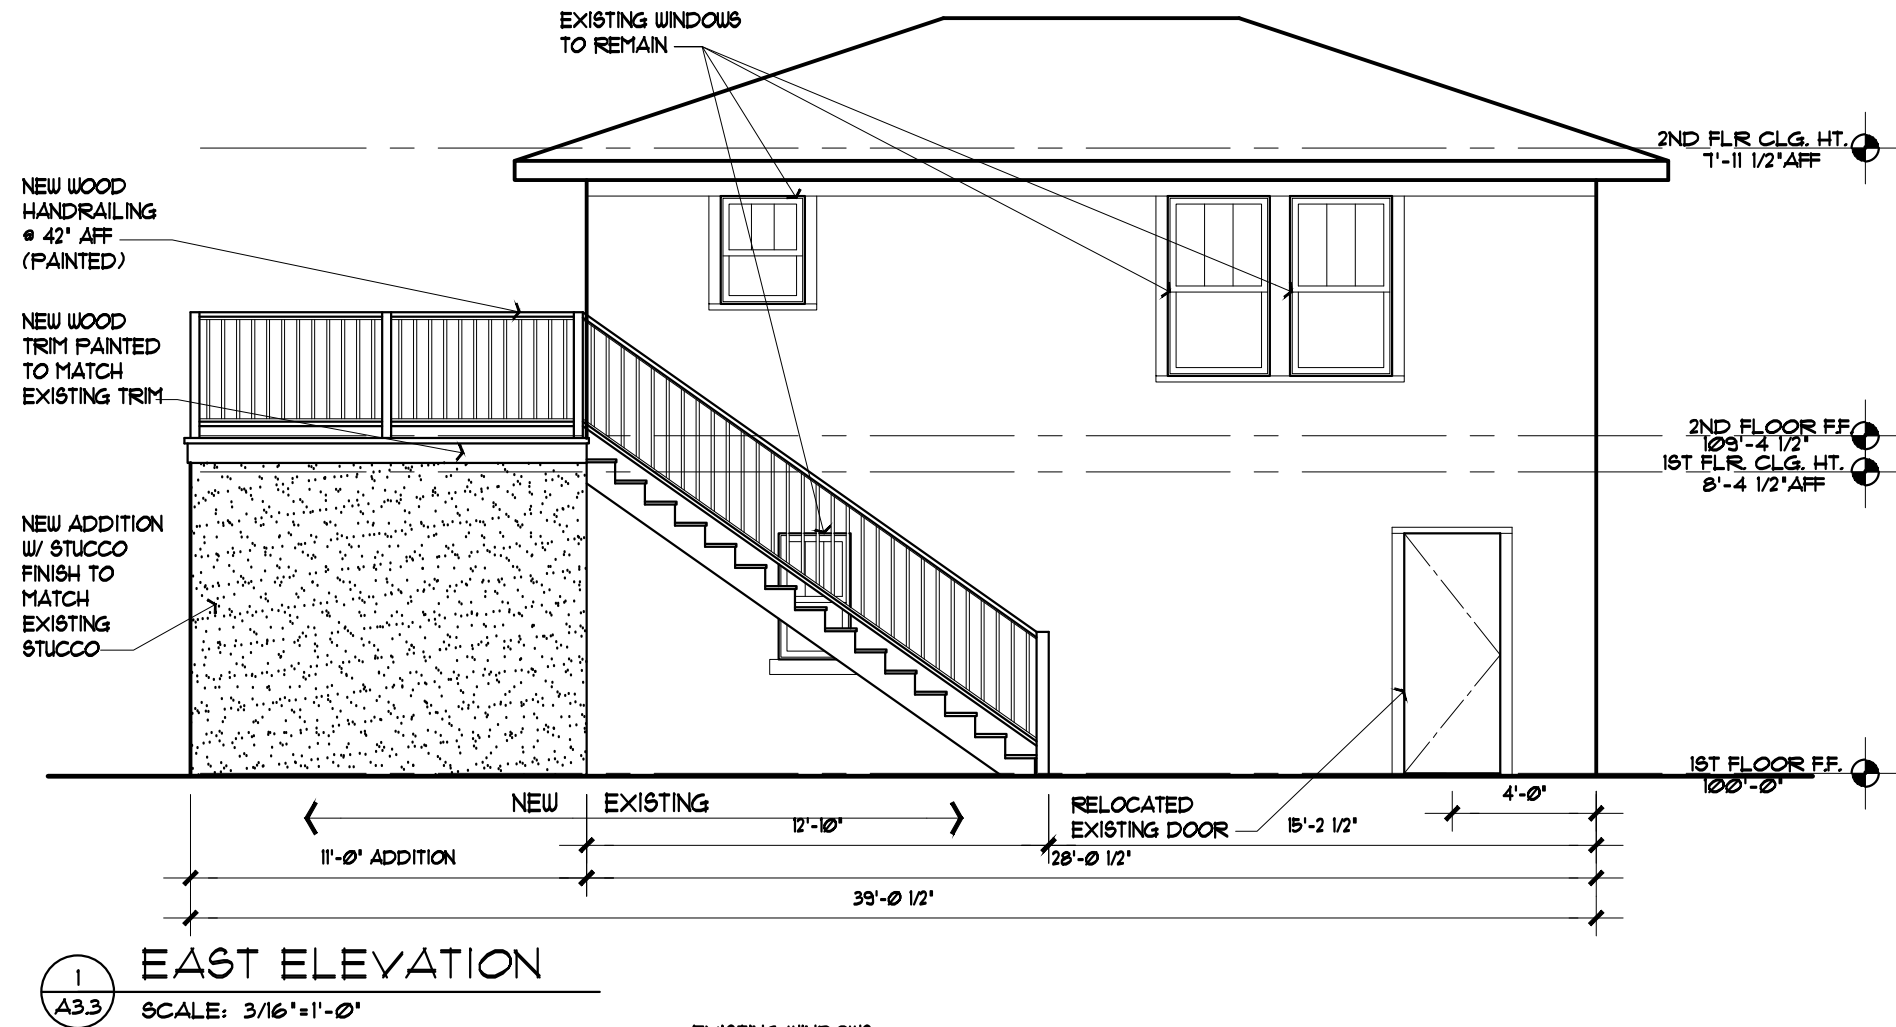 EXISTING WINDOWS
TO REMAIN
2ND FLR CLG. HT.
7'-11 1/2" AFF
NEW WOOD
HANDRAILING
@ 42" AFF
(PAINTED)
NEW WOOD
TRIM PAINTED
TO MATCH
EXISTING TRIM
2ND FLOOR F.F.
109'-4 1/2"
1ST FLR. CLG. HT.
8'-4 1/2" AFF
NEW ADDITION
W/ STUCCO
FINISH TO
MATCH
EXISTING
STUCCO
1ST FLOOR F.F.
100'-0"
NEW EXISTING
RELOCATED
EXISTING DOOR
4'-0"
12'-10"
15'-2 1/2"
11'-0" ADDITION
28'-0 1/2"
39'-0 1/2"
1
A3.3
EAST ELEVATION
SCALE: 3/16"=1'-0"
EXISTING WINDOWS